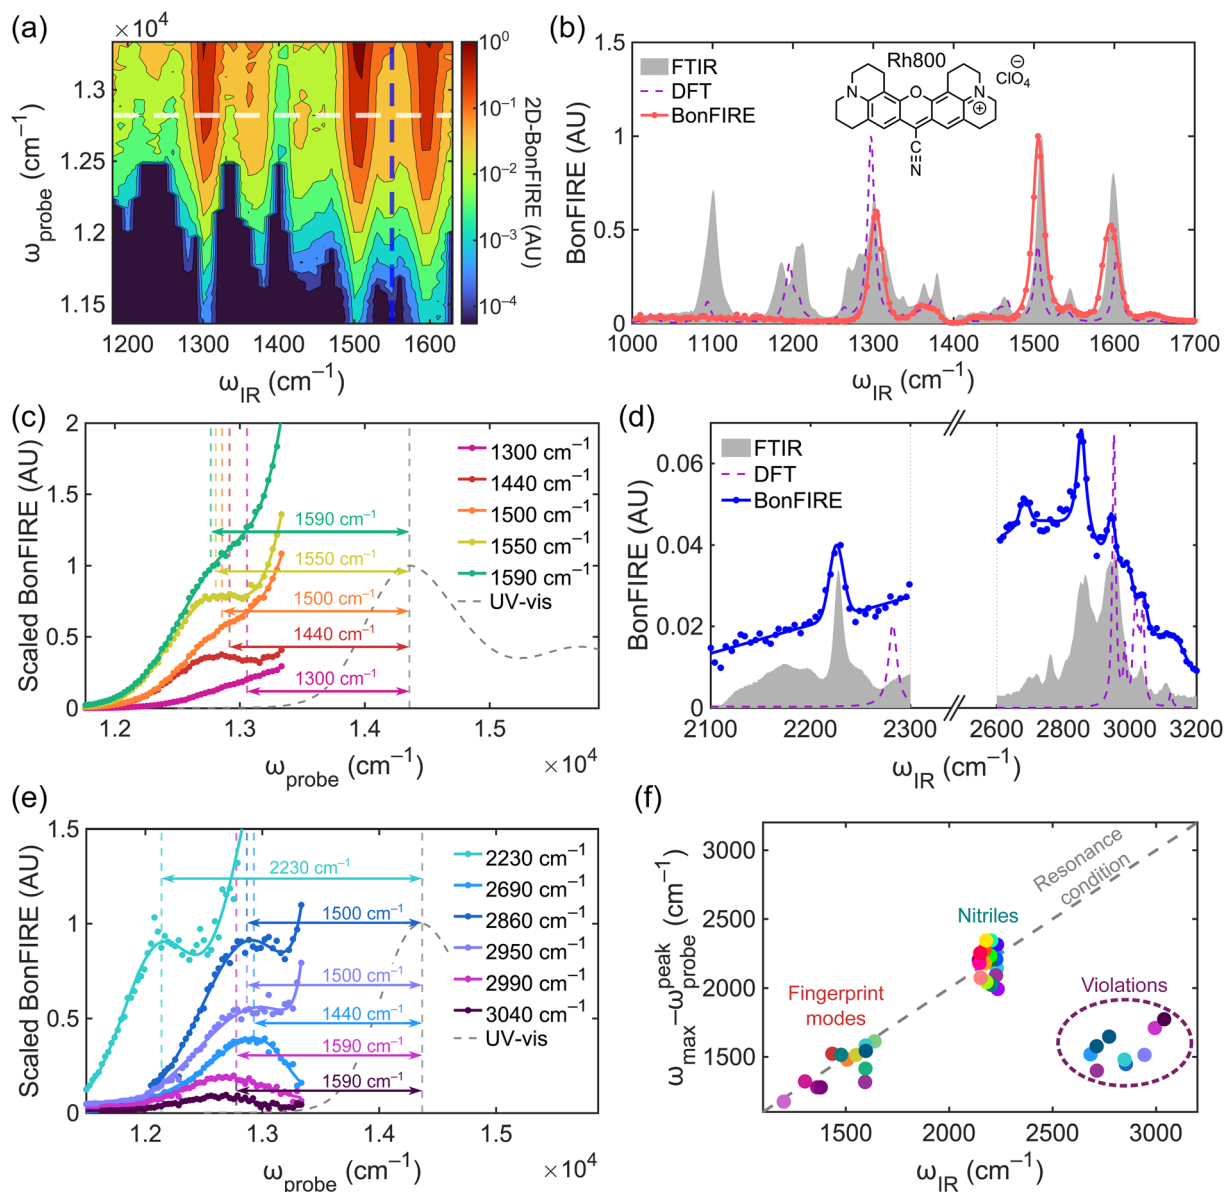 (a)
×10⁴
1.3
1.25
1.2
1.15
1200 1300 1400 1500 1600
ω_IR (cm⁻¹)
ω_probe (cm⁻¹)
10⁰
10⁻¹
10⁻²
10⁻³
10⁻⁴
2D-BonFIRE (AU)
(b)
1.5
1
0.5
0
BonFIRE (AU)
FTIR
DFT
BonFIRE
Rh800
N
O
N
+
C
N
⊖
ClO₄
1000 1100 1200 1300 1400 1500 1600 1700
ω_IR (cm⁻¹)
(c)
2
1.5
1
0.5
0
Scaled BonFIRE (AU)
1300 cm⁻¹
1440 cm⁻¹
1500 cm⁻¹
1550 cm⁻¹
1590 cm⁻¹
UV-vis
1590 cm⁻¹
1550 cm⁻¹
1500 cm⁻¹
1440 cm⁻¹
1300 cm⁻¹
1.2 1.3 1.4 1.5
ω_probe (cm⁻¹)
×10⁴
(d)
0.06
0.04
0.02
0
BonFIRE (AU)
FTIR
DFT
BonFIRE
2100 2200 2300 2600 2800 3000 3200
ω_IR (cm⁻¹)
(e)
1.5
1
0.5
0
Scaled BonFIRE (AU)
2230 cm⁻¹
2690 cm⁻¹
2860 cm⁻¹
2950 cm⁻¹
2990 cm⁻¹
3040 cm⁻¹
UV-vis
2230 cm⁻¹
1500 cm⁻¹
1500 cm⁻¹
1440 cm⁻¹
1590 cm⁻¹
1590 cm⁻¹
1.2 1.3 1.4 1.5
ω_probe (cm⁻¹)
×10⁴
(f)
3000
2500
2000
1500
ω_max−ω_probe^peak (cm⁻¹)
Resonance
condition
Nitriles
Fingerprint
modes
Violations
1500 2000 2500 3000
ω_IR (cm⁻¹)